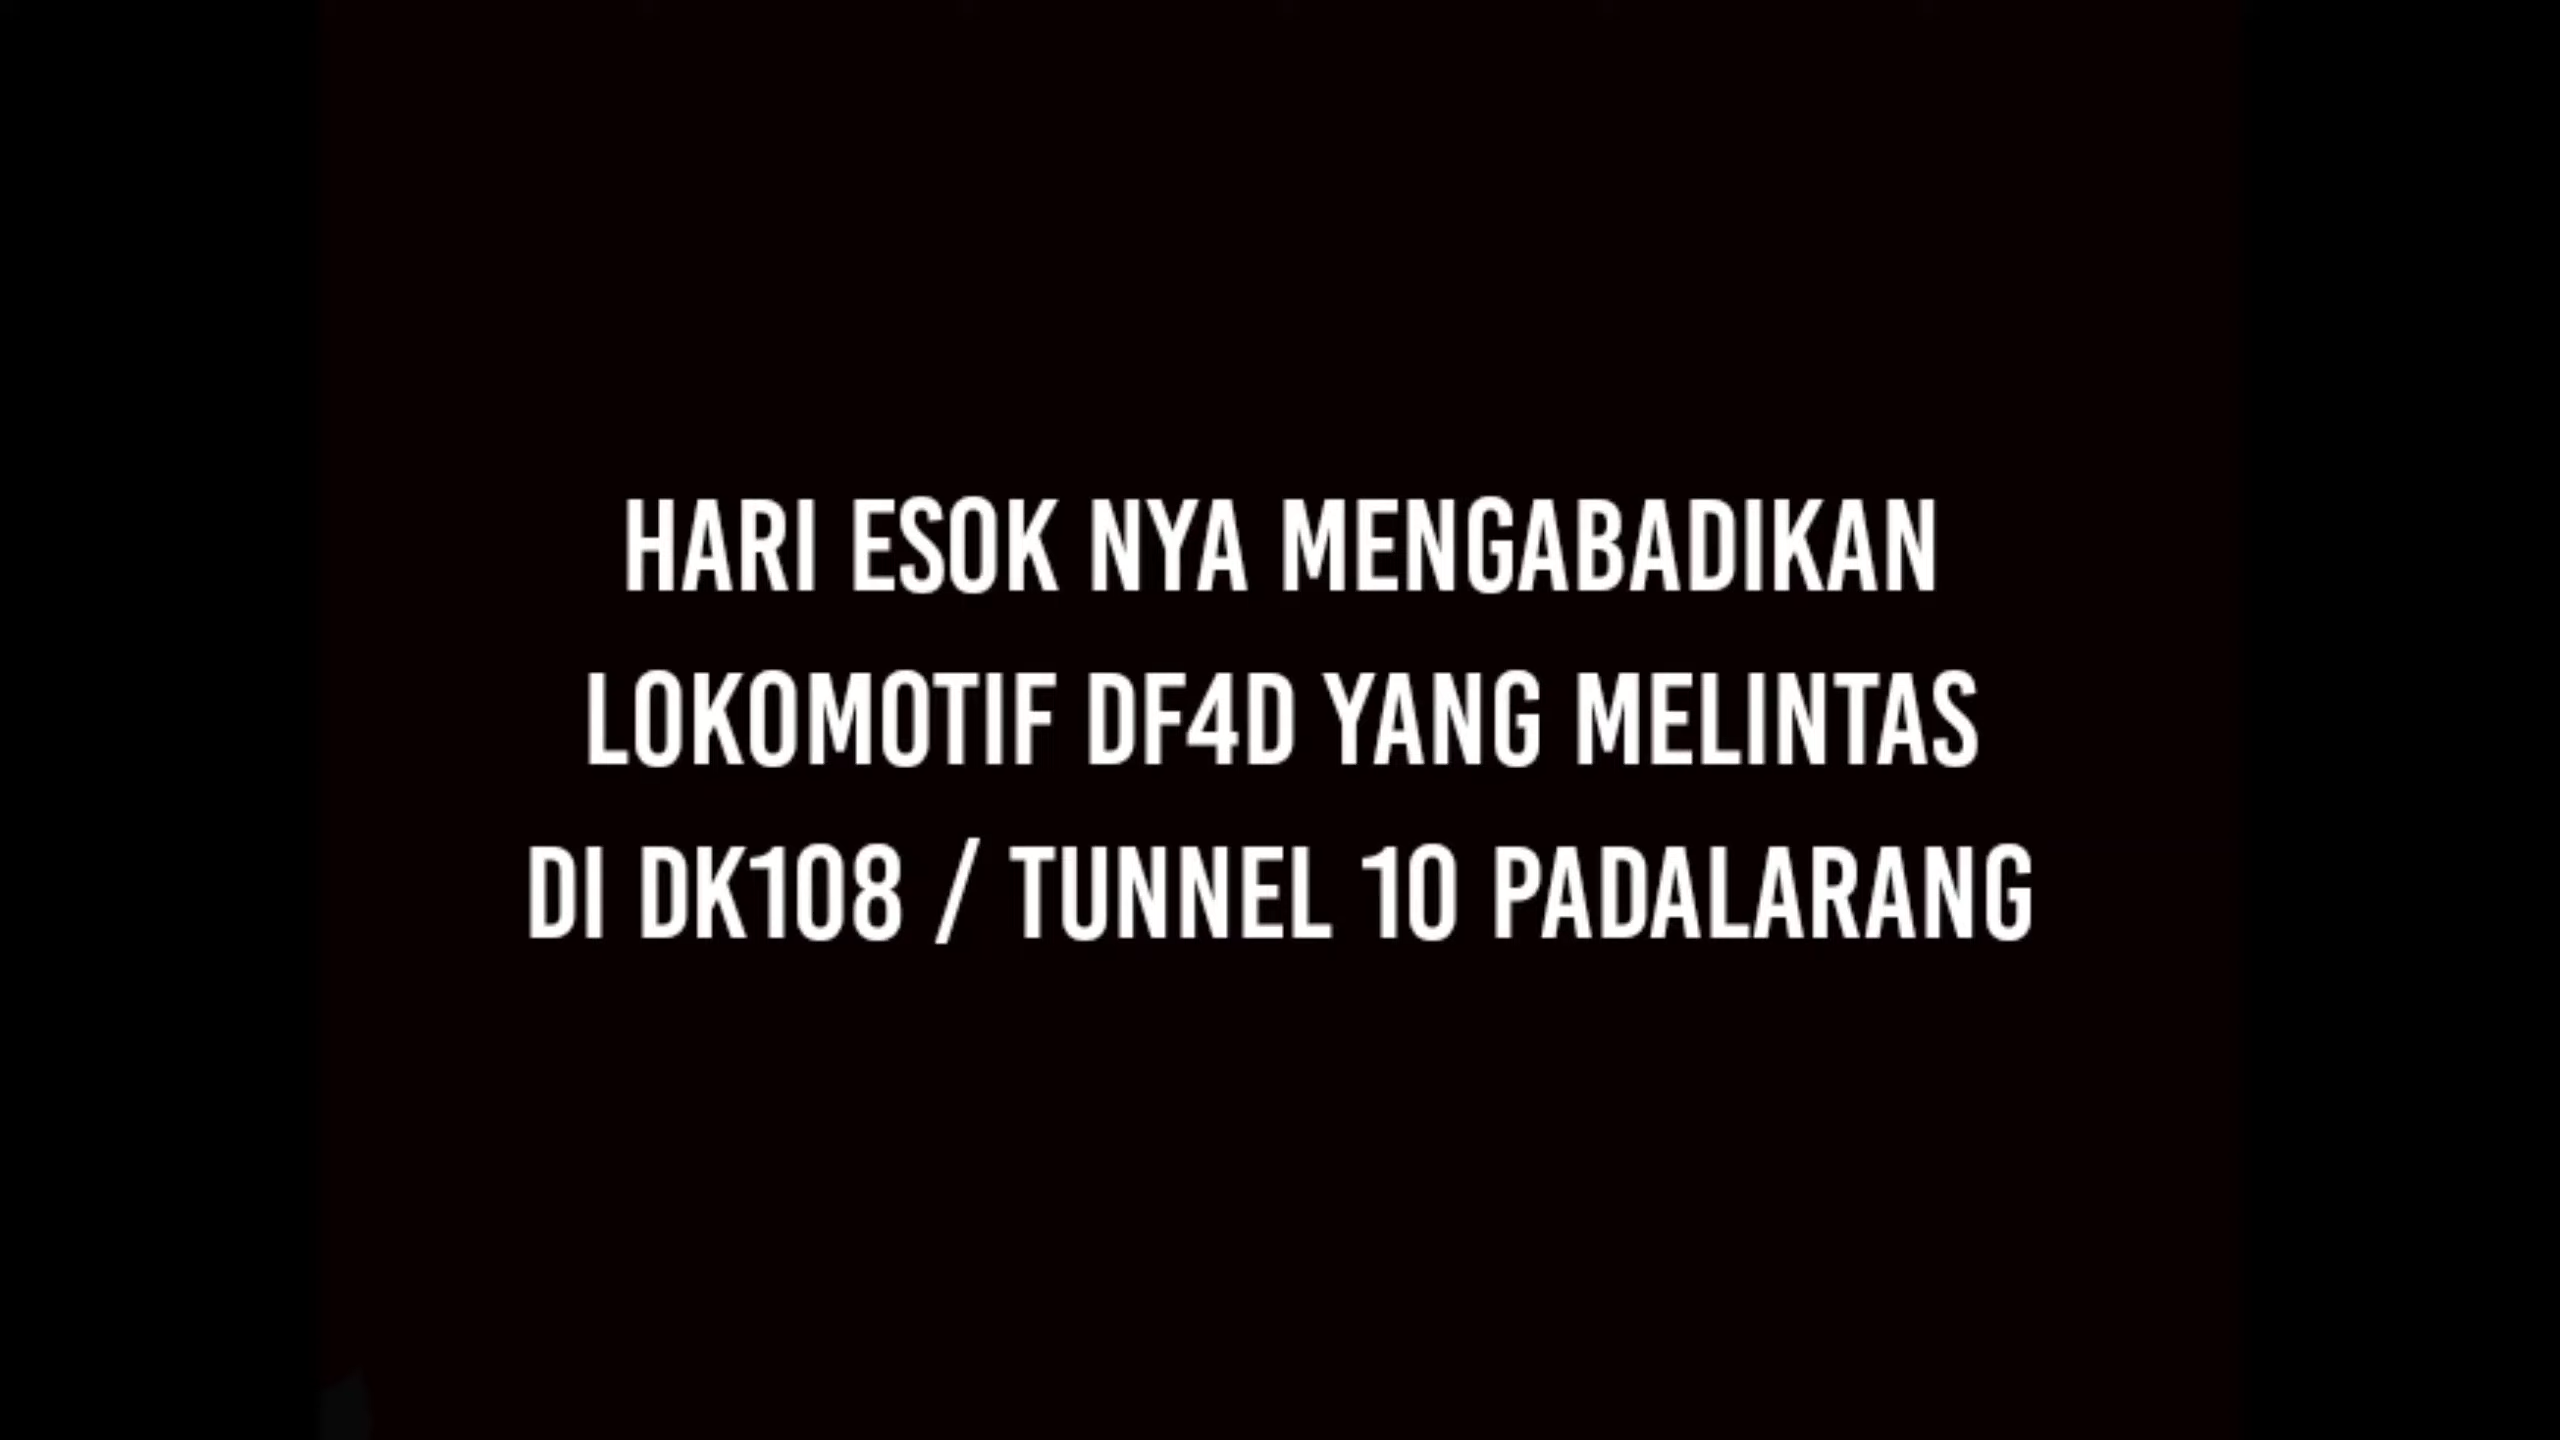 HARI ESOK NYA MENGABADIKAN
LOKOMOTIF DF4D YANG MELINTAS
DI DK108 / TUNNEL 10 PADALARANG